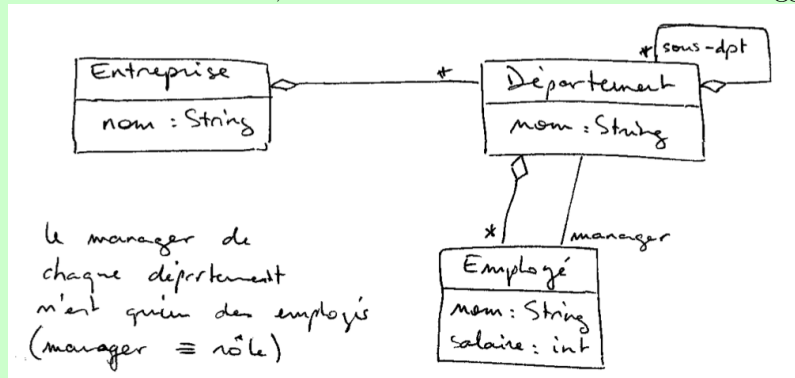 Entreprise
nom : String
*
* sous-dpt
Département
nom : String
*
manager
Employé
nom : String
salaire : int
le manager de
chaque département
n'est qu'un des employés
(manager ≡ rôle)